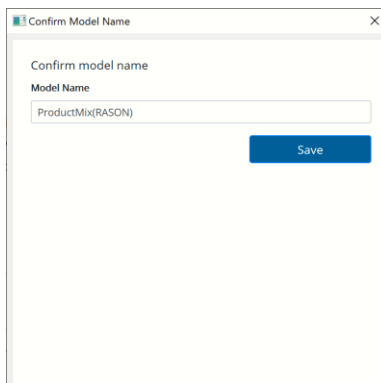 Confirm Model Name
Confirm model name
Model Name
ProductMix(RASON)
Save